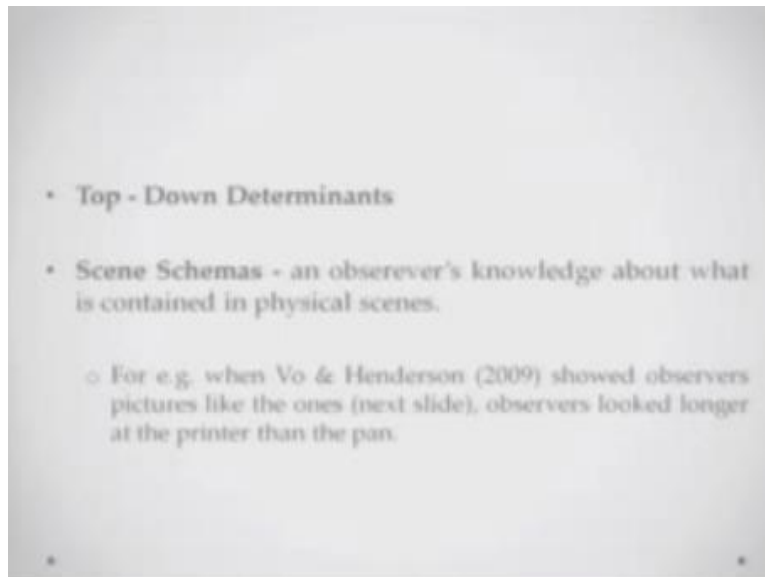 • Top - Down Determinants
• Scene Schemas - an obserever's knowledge about what
is contained in physical scenes.
○ For e.g. when Vo & Henderson (2009) showed observers
pictures like the ones (next slide), observers looked longer
at the printer than the pan.